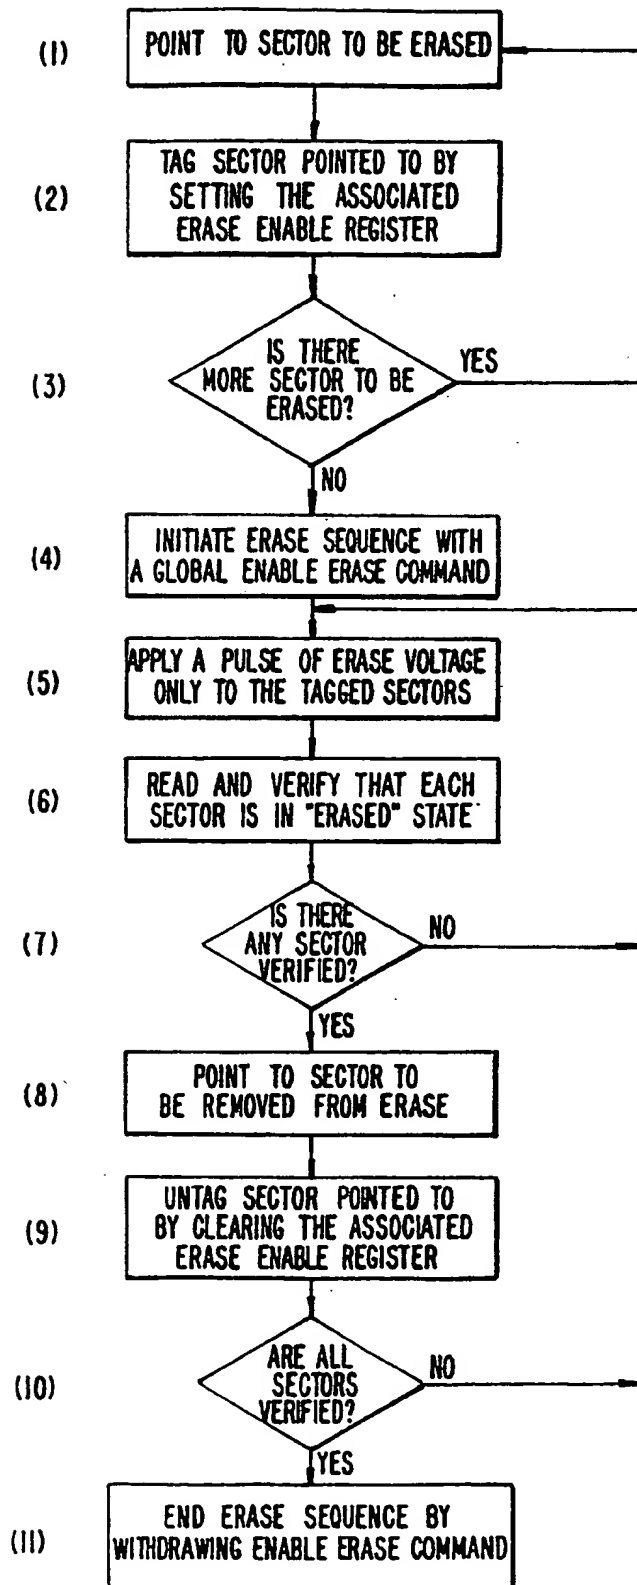 (1)
POINT TO SECTOR TO BE ERASED
(2)
TAG SECTOR POINTED TO BY
SETTING THE ASSOCIATED
ERASE ENABLE REGISTER
(3)
IS THERE
MORE SECTOR TO BE
ERASED?
YES
NO
(4)
INITIATE ERASE SEQUENCE WITH
A GLOBAL ENABLE ERASE COMMAND
(5)
APPLY A PULSE OF ERASE VOLTAGE
ONLY TO THE TAGGED SECTORS
(6)
READ AND VERIFY THAT EACH
SECTOR IS IN "ERASED" STATE
(7)
IS THERE
ANY SECTOR
VERIFIED?
NO
YES
(8)
POINT TO SECTOR TO
BE REMOVED FROM ERASE
(9)
UNTAG SECTOR POINTED TO
BY CLEARING THE ASSOCIATED
ERASE ENABLE REGISTER
(10)
ARE ALL
SECTORS
VERIFIED?
NO
YES
(11)
END ERASE SEQUENCE BY
WITHDRAWING ENABLE ERASE COMMAND